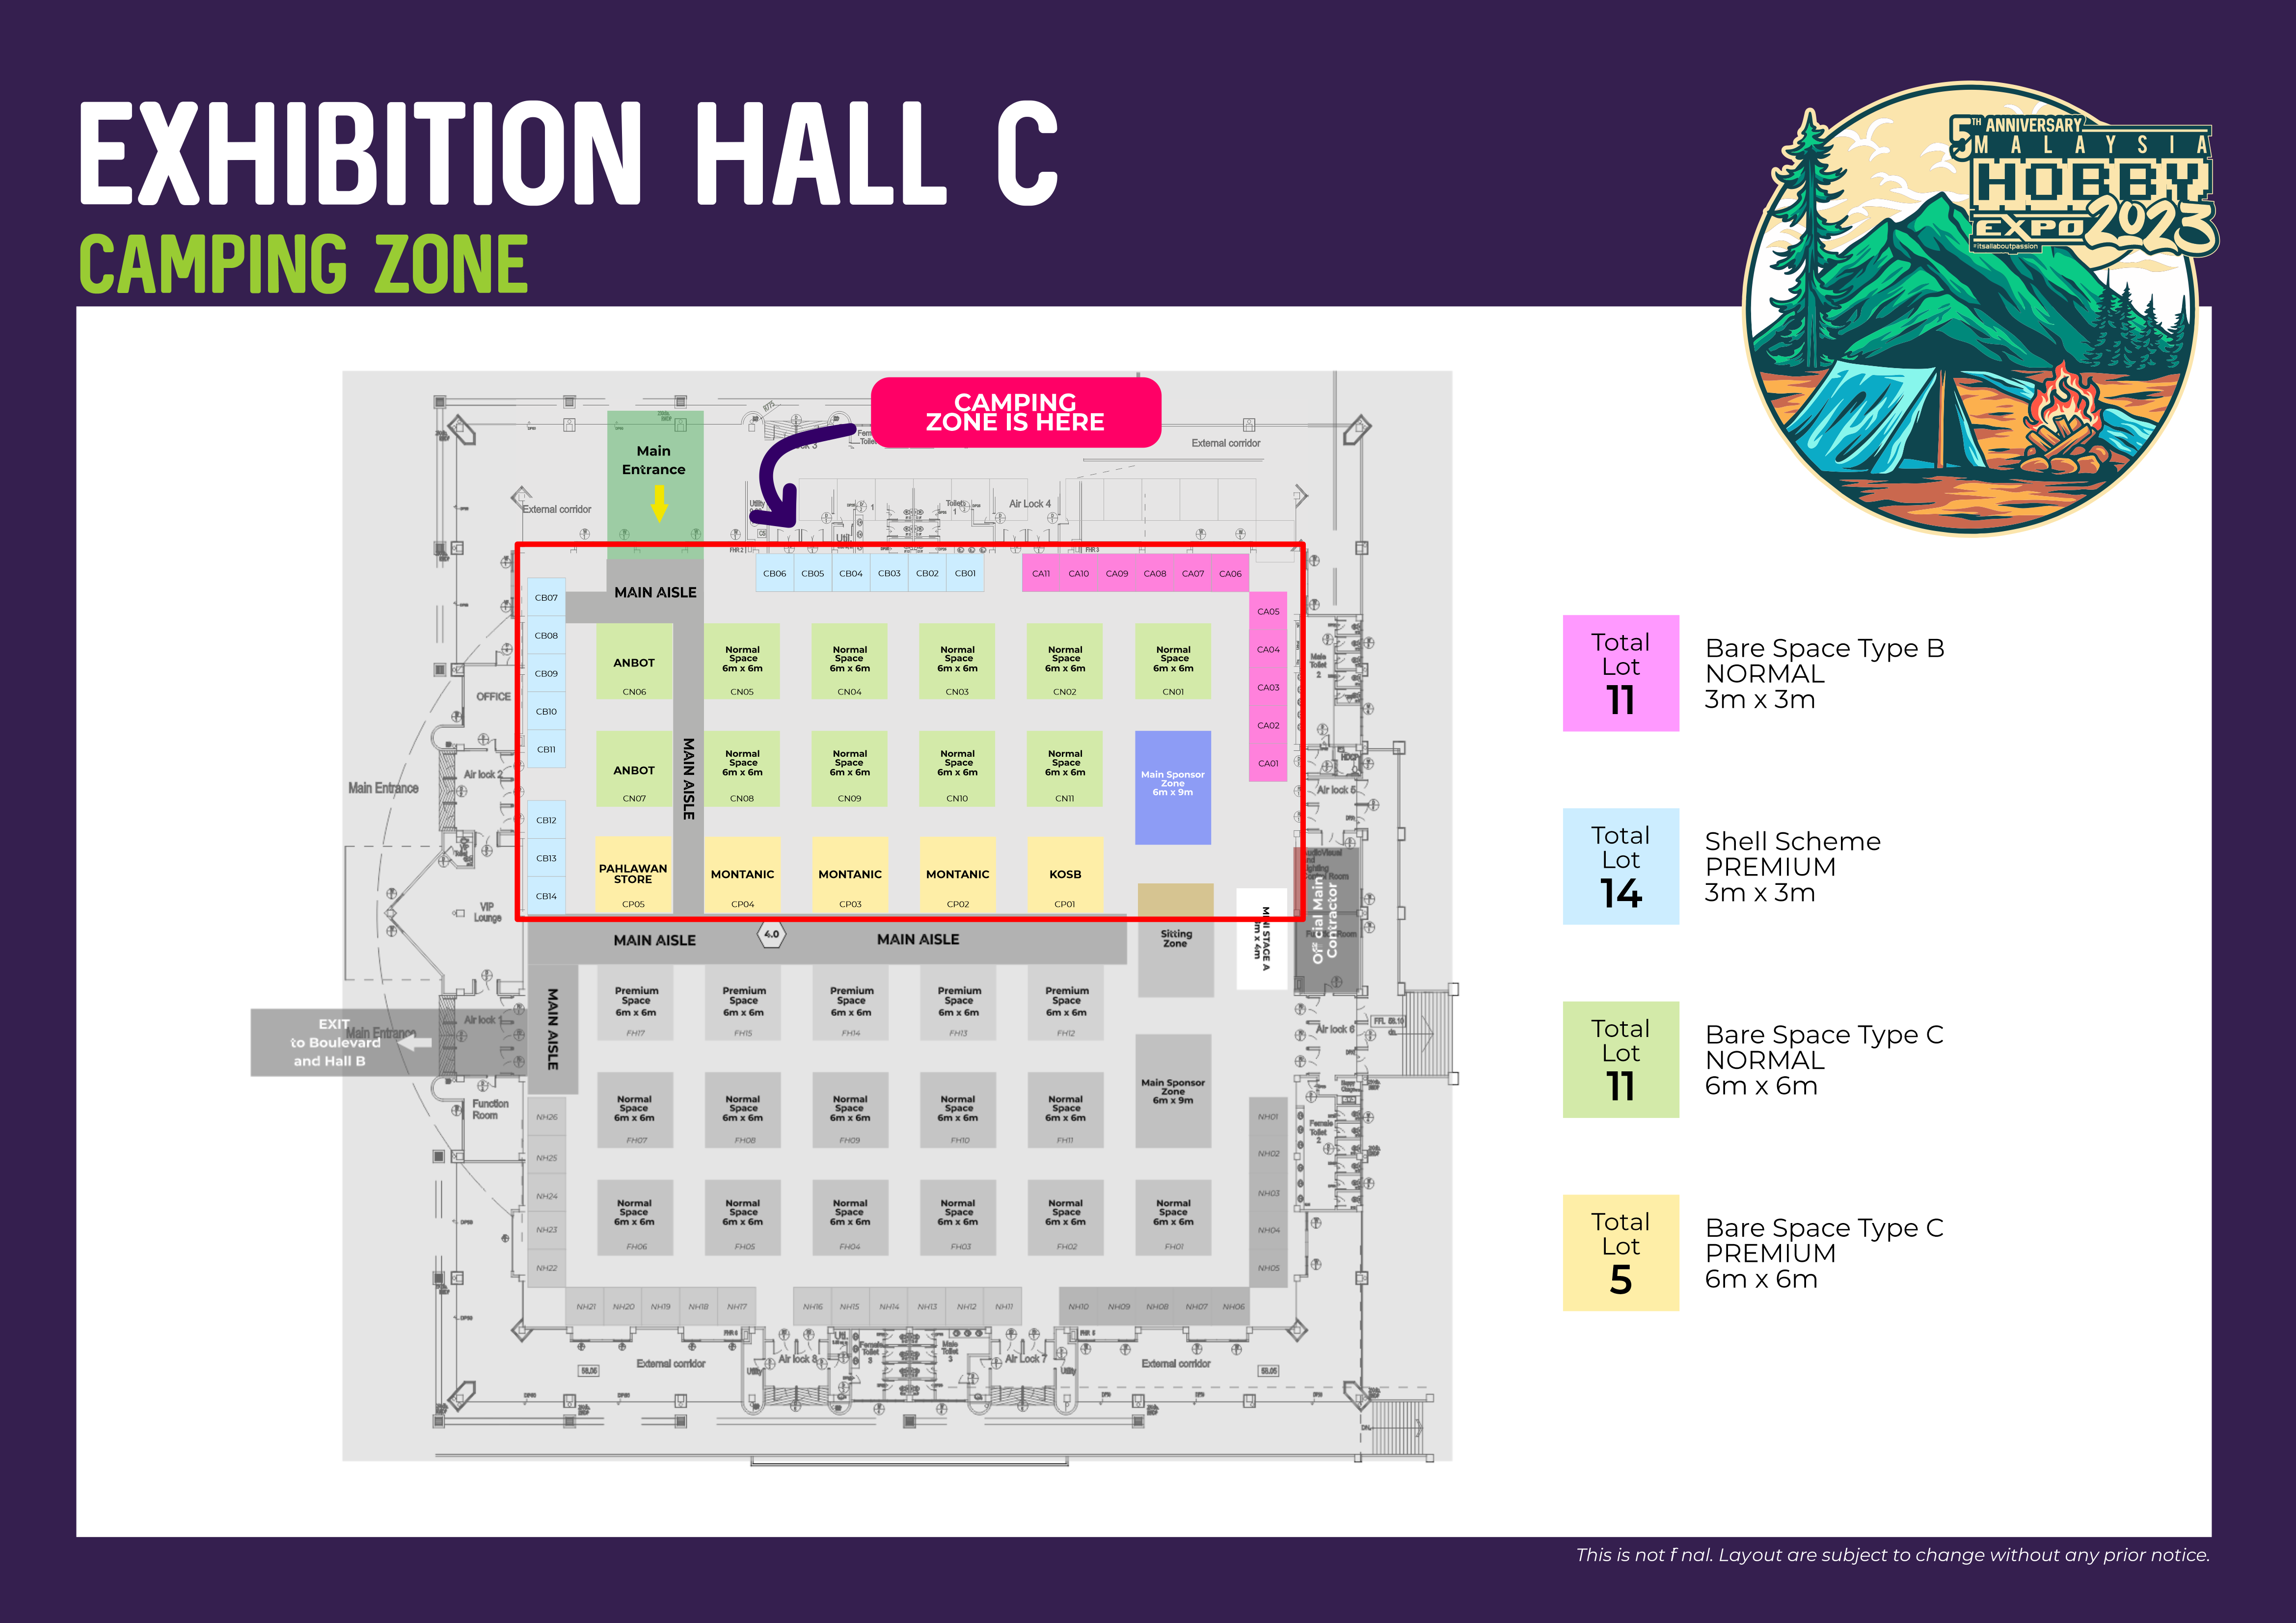 EXHIBITION HALL C
CAMPING ZONE
5TH ANNIVERSARY
MALAYSIA
HOBBY
EXPO 2023
#itsallaboutpassion
CAMPING
ZONE IS HERE
Main
Entrance
External corridor
External corridor
Air Lock 4
Toilet
1
MAIN AISLE
CB06 CB05 CB04 CB03 CB02 CB01
CA11 CA10 CA09 CA08 CA07 CA06
CA05
CA04
CA03
CA02
CA01
CB07
CB08
CB09
CB10
CB11
CB12
CB13
CB14
ANBOT
CN06
Normal
Space
6m x 6m
CN05
Normal
Space
6m x 6m
CN04
Normal
Space
6m x 6m
CN03
Normal
Space
6m x 6m
CN02
Normal
Space
6m x 6m
CN01
MAIN AISLE
ANBOT
CN07
Normal
Space
6m x 6m
CN08
Normal
Space
6m x 6m
CN09
Normal
Space
6m x 6m
CN10
Normal
Space
6m x 6m
CN11
Main Sponsor
Zone
6m x 9m
PAHLAWAN
STORE
CP05
MONTANIC
CP04
MONTANIC
CP03
MONTANIC
CP02
KOSB
CP01
OFFICE
Air lock 2
Main Entrance
VIP
Lounge
Male
Toilet
2
Air lock 5
MAIN AISLE
4.0
MAIN AISLE
Sitting
Zone
MINI STAGE A
Contractor
MAIN AISLE
Air lock 1
Main Entrance
EXIT
to Boulevard
and Hall B
Function
Room
Premium
Space
6m x 6m
FH17
Premium
Space
6m x 6m
FH15
Premium
Space
6m x 6m
FH14
Premium
Space
6m x 6m
FH13
Premium
Space
6m x 6m
FH12
Air lock 6
Normal
Space
6m x 6m
FH07
Normal
Space
6m x 6m
FH08
Normal
Space
6m x 6m
FH09
Normal
Space
6m x 6m
FH10
Normal
Space
6m x 6m
FH11
Main Sponsor
Zone
6m x 9m
Normal
Space
6m x 6m
FH06
Normal
Space
6m x 6m
FH05
Normal
Space
6m x 6m
FH04
Normal
Space
6m x 6m
FH03
Normal
Space
6m x 6m
FH02
Normal
Space
6m x 6m
FH01
NH26
NH25
NH24
NH23
NH22
NH01
NH02
NH03
NH04
NH05
Female
Toilet
2
NH21 NH20 NH19 NH18 NH17
NH16 NH15 NH14 NH13 NH12 NH11
NH10 NH09 NH08 NH07 NH06
External corridor
Air lock 8
Female
Toilet
3
Male
Toilet
3
Air Lock 7
Utility
External corridor
Total
Lot
11
Bare Space Type B
NORMAL
3m x 3m
Total
Lot
14
Shell Scheme
PREMIUM
3m x 3m
Total
Lot
11
Bare Space Type C
NORMAL
6m x 6m
Total
Lot
5
Bare Space Type C
PREMIUM
6m x 6m
This is not f nal. Layout are subject to change without any prior notice.